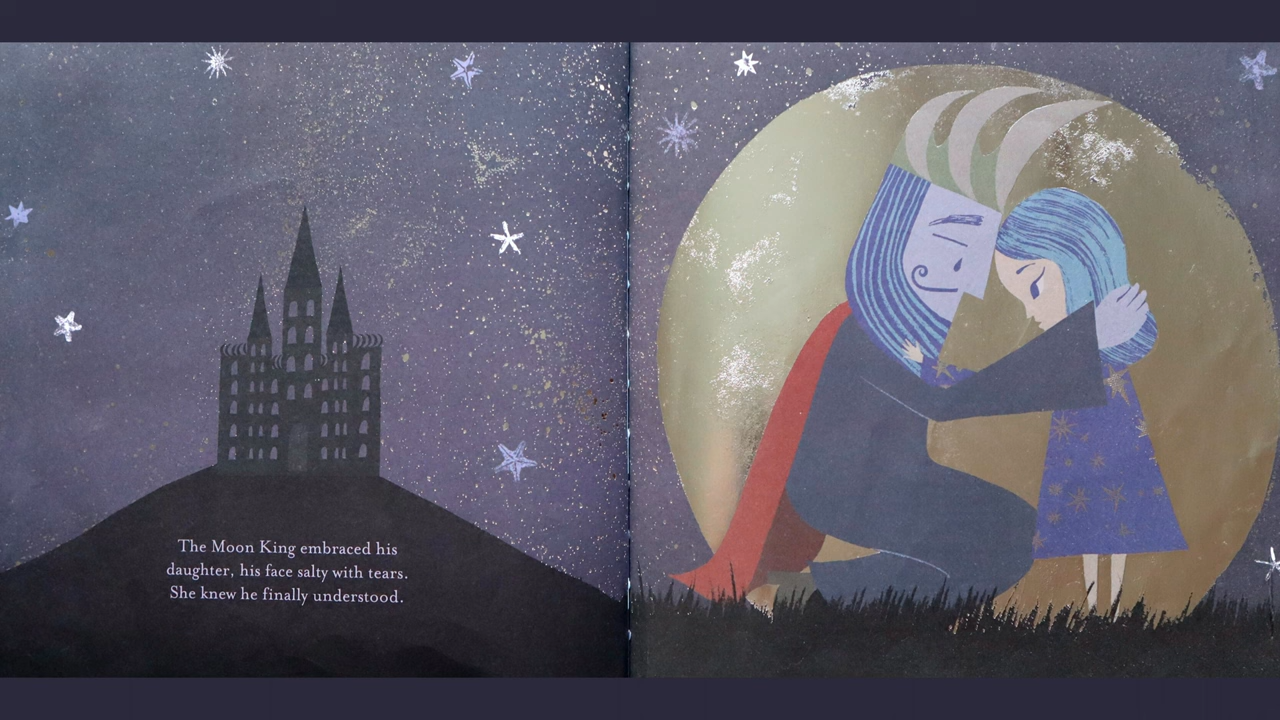 The Moon King embraced his
daughter, his face salty with tears.
She knew he finally understood.